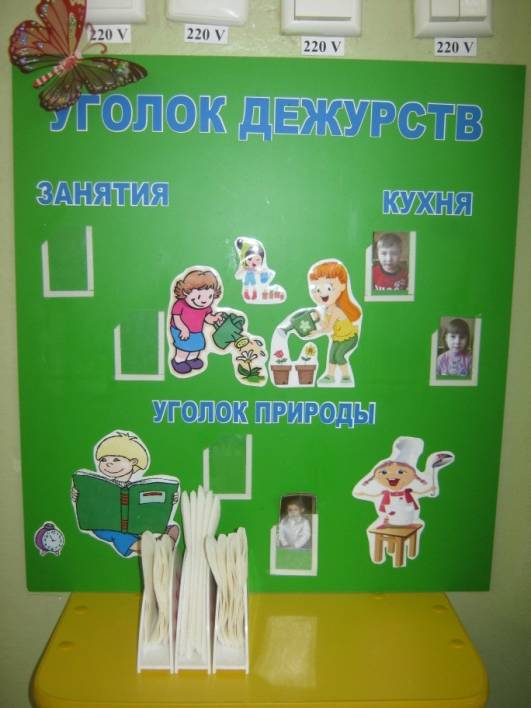 220 V 220 V 220 V 220 V
УГОЛОК ДЕЖУРСТВ
ЗАНЯТИЯ
КУХНЯ
УГОЛОК ПРИРОДЫ